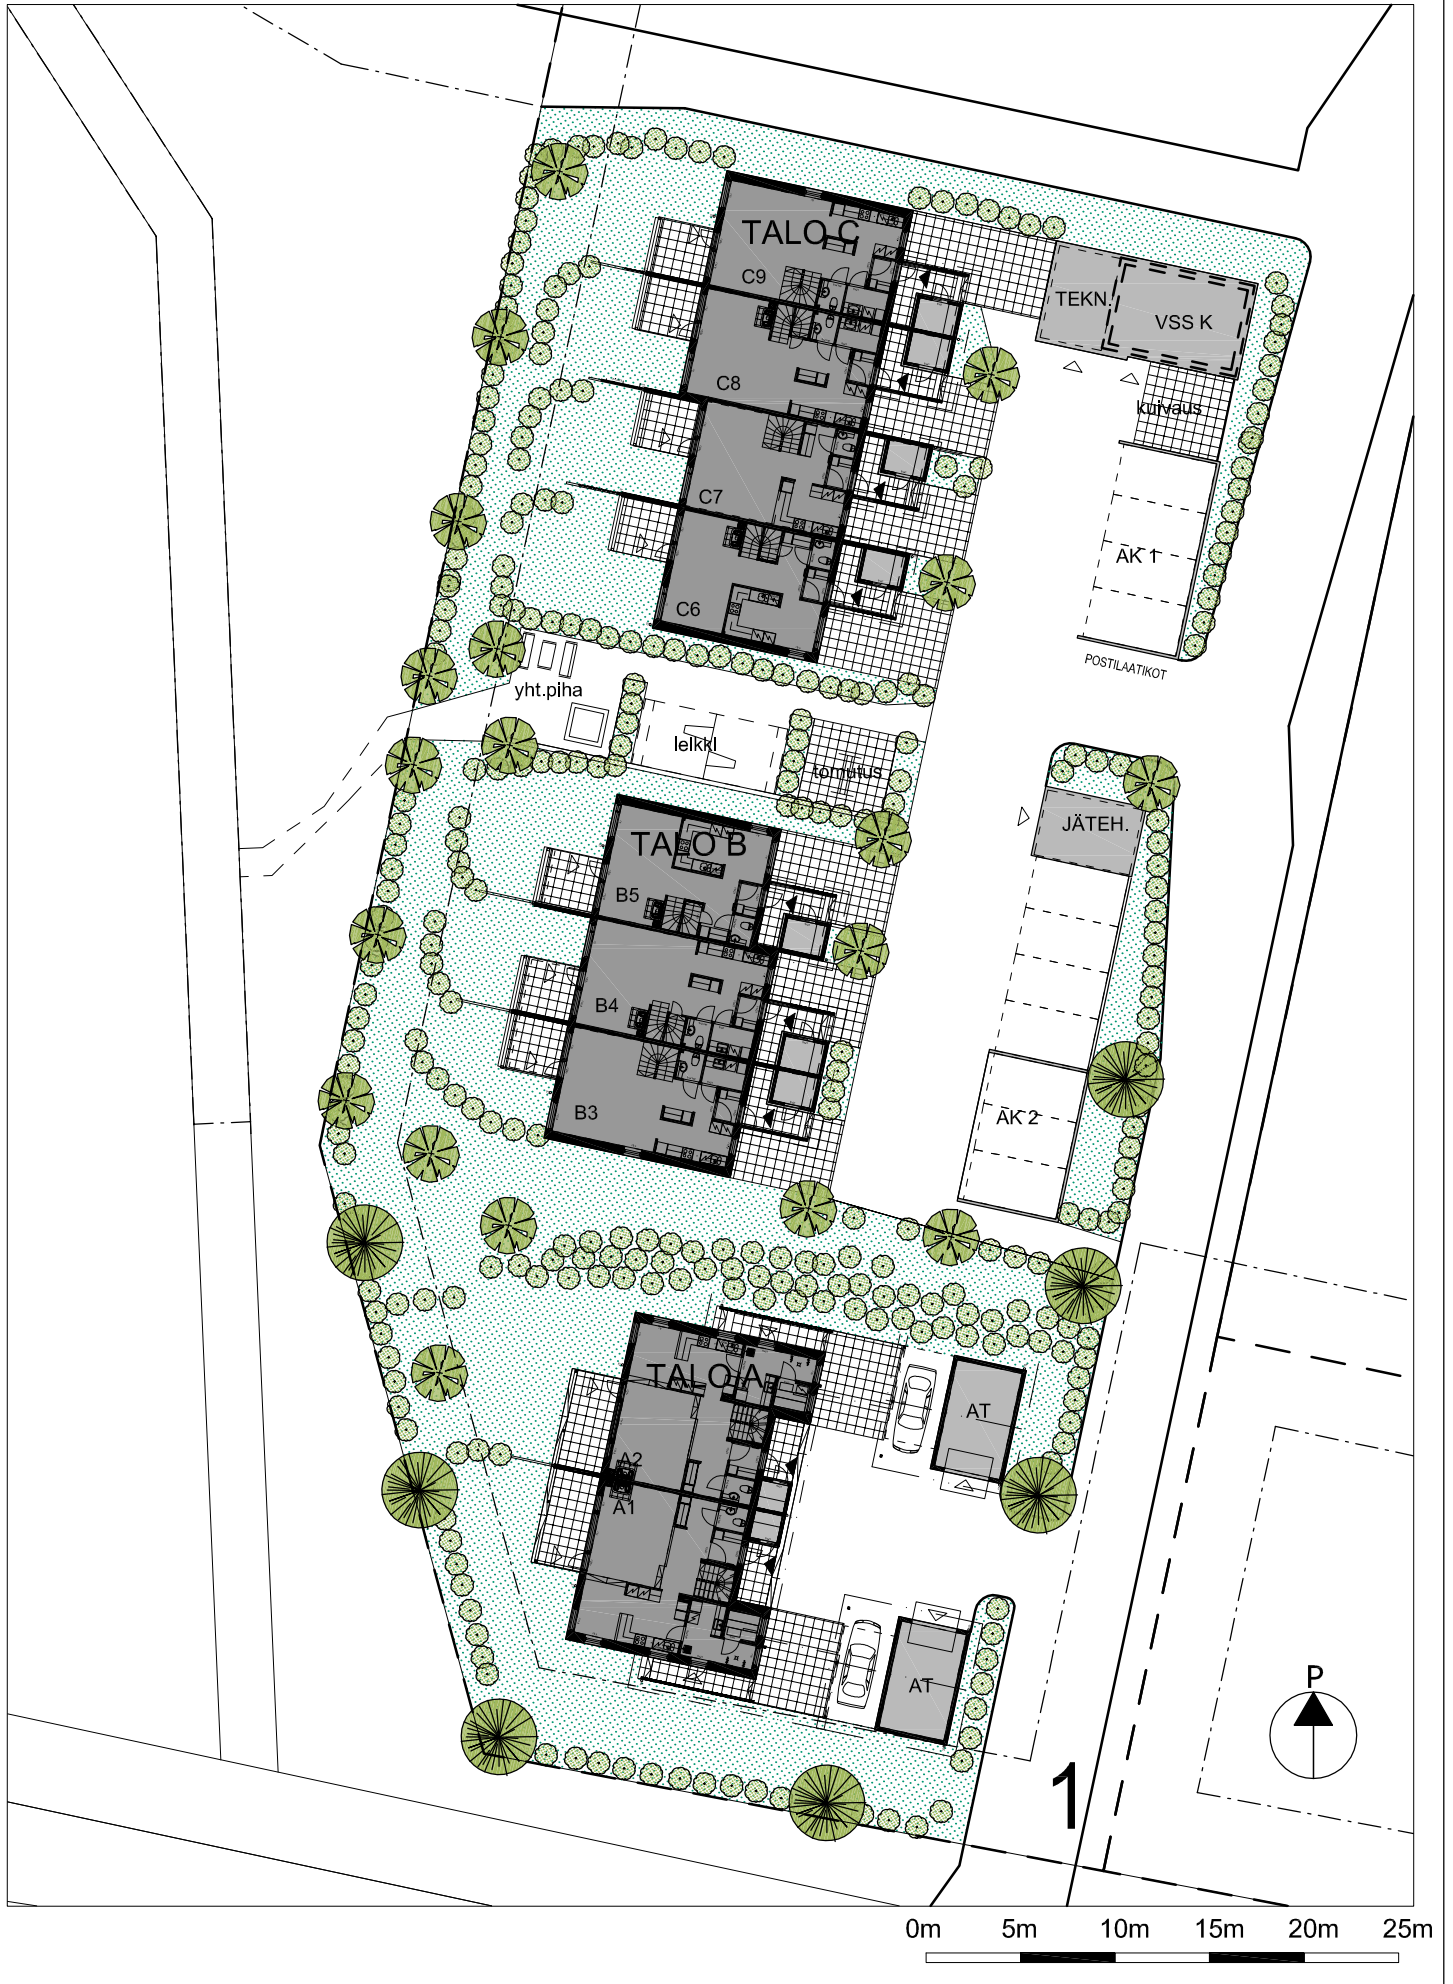 TALO C
C9
TEKN.
VSS K
C8
kuivaus
C7
AK 1
C6
POSTILAATIKOT
yht.piha
leikki
tomutus
TALO B
JÄTEH.
B5
B4
B3
AK 2
TALO A
AT
A2
A1
AT
P
1
0m 5m 10m 15m 20m 25m